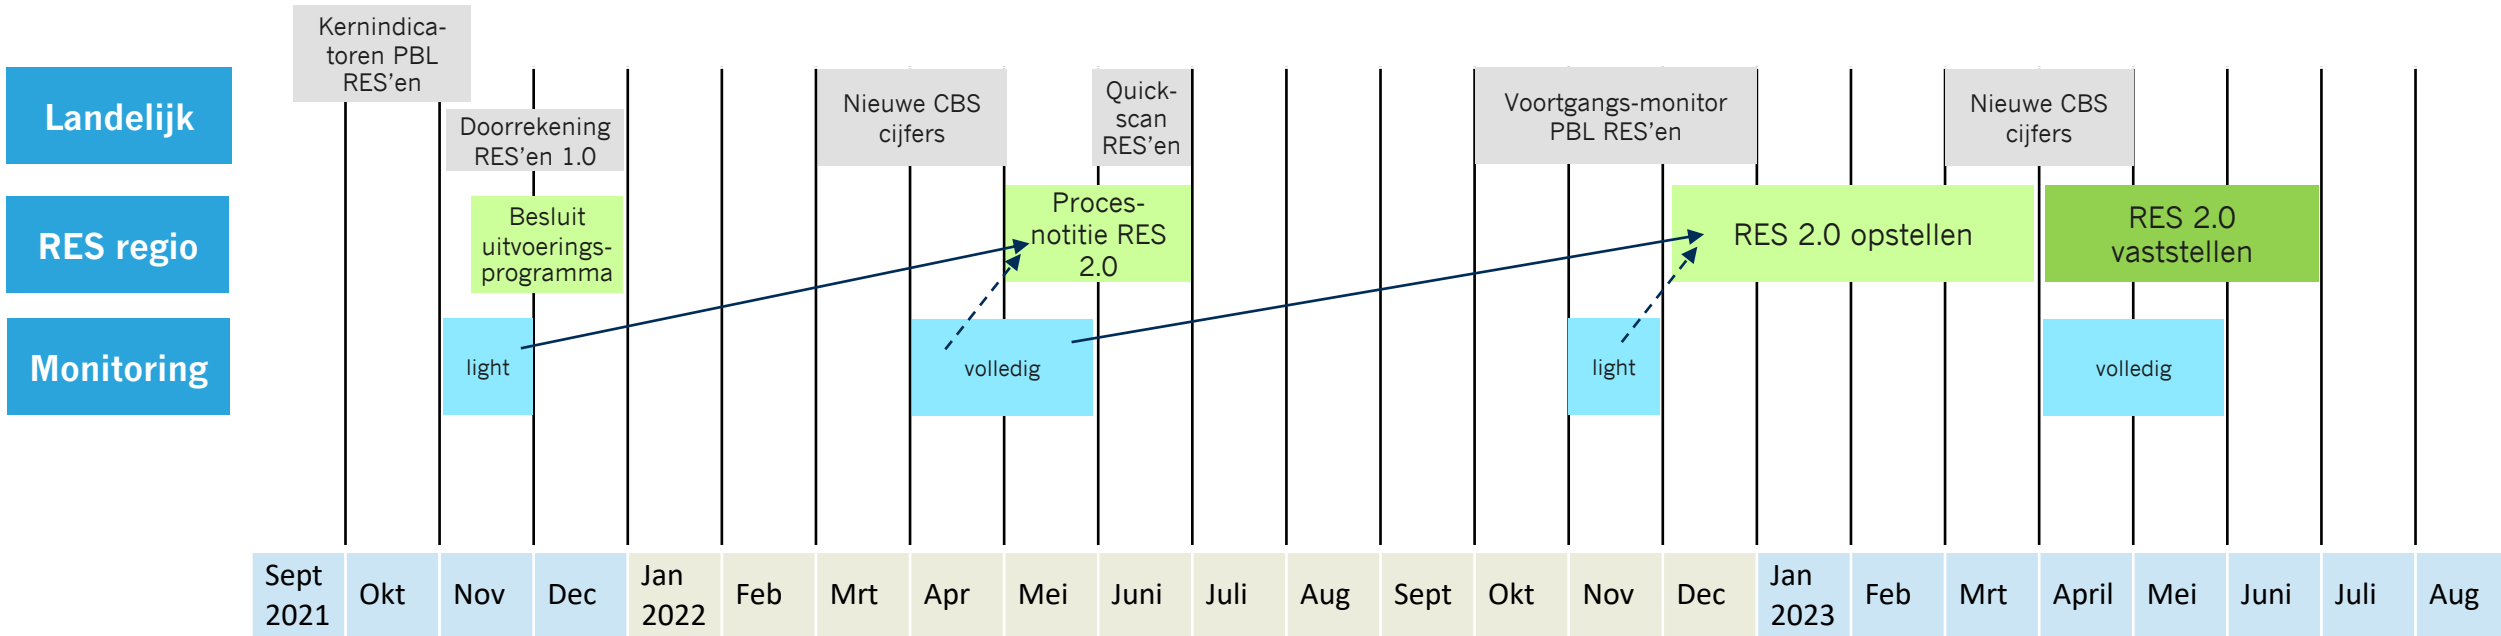 Kernindica-
toren PBL
RES'en
Landelijk
Doorrekening
RES'en 1.0
Nieuwe CBS
cijfers
Quick-
scan
RES'en
Voortgangs-monitor
PBL RES'en
Nieuwe CBS
cijfers
RES regio
Besluit
uitvoerings-
programma
Proces-
notitie RES
2.0
RES 2.0 opstellen
RES 2.0
vaststellen
Monitoring
light
volledig
light
volledig
Sept
2021
Okt
Nov
Dec
Jan
2022
Feb
Mrt
Apr
Mei
Juni
Juli
Aug
Sept
Okt
Nov
Dec
Jan
2023
Feb
Mrt
April
Mei
Juni
Juli
Aug